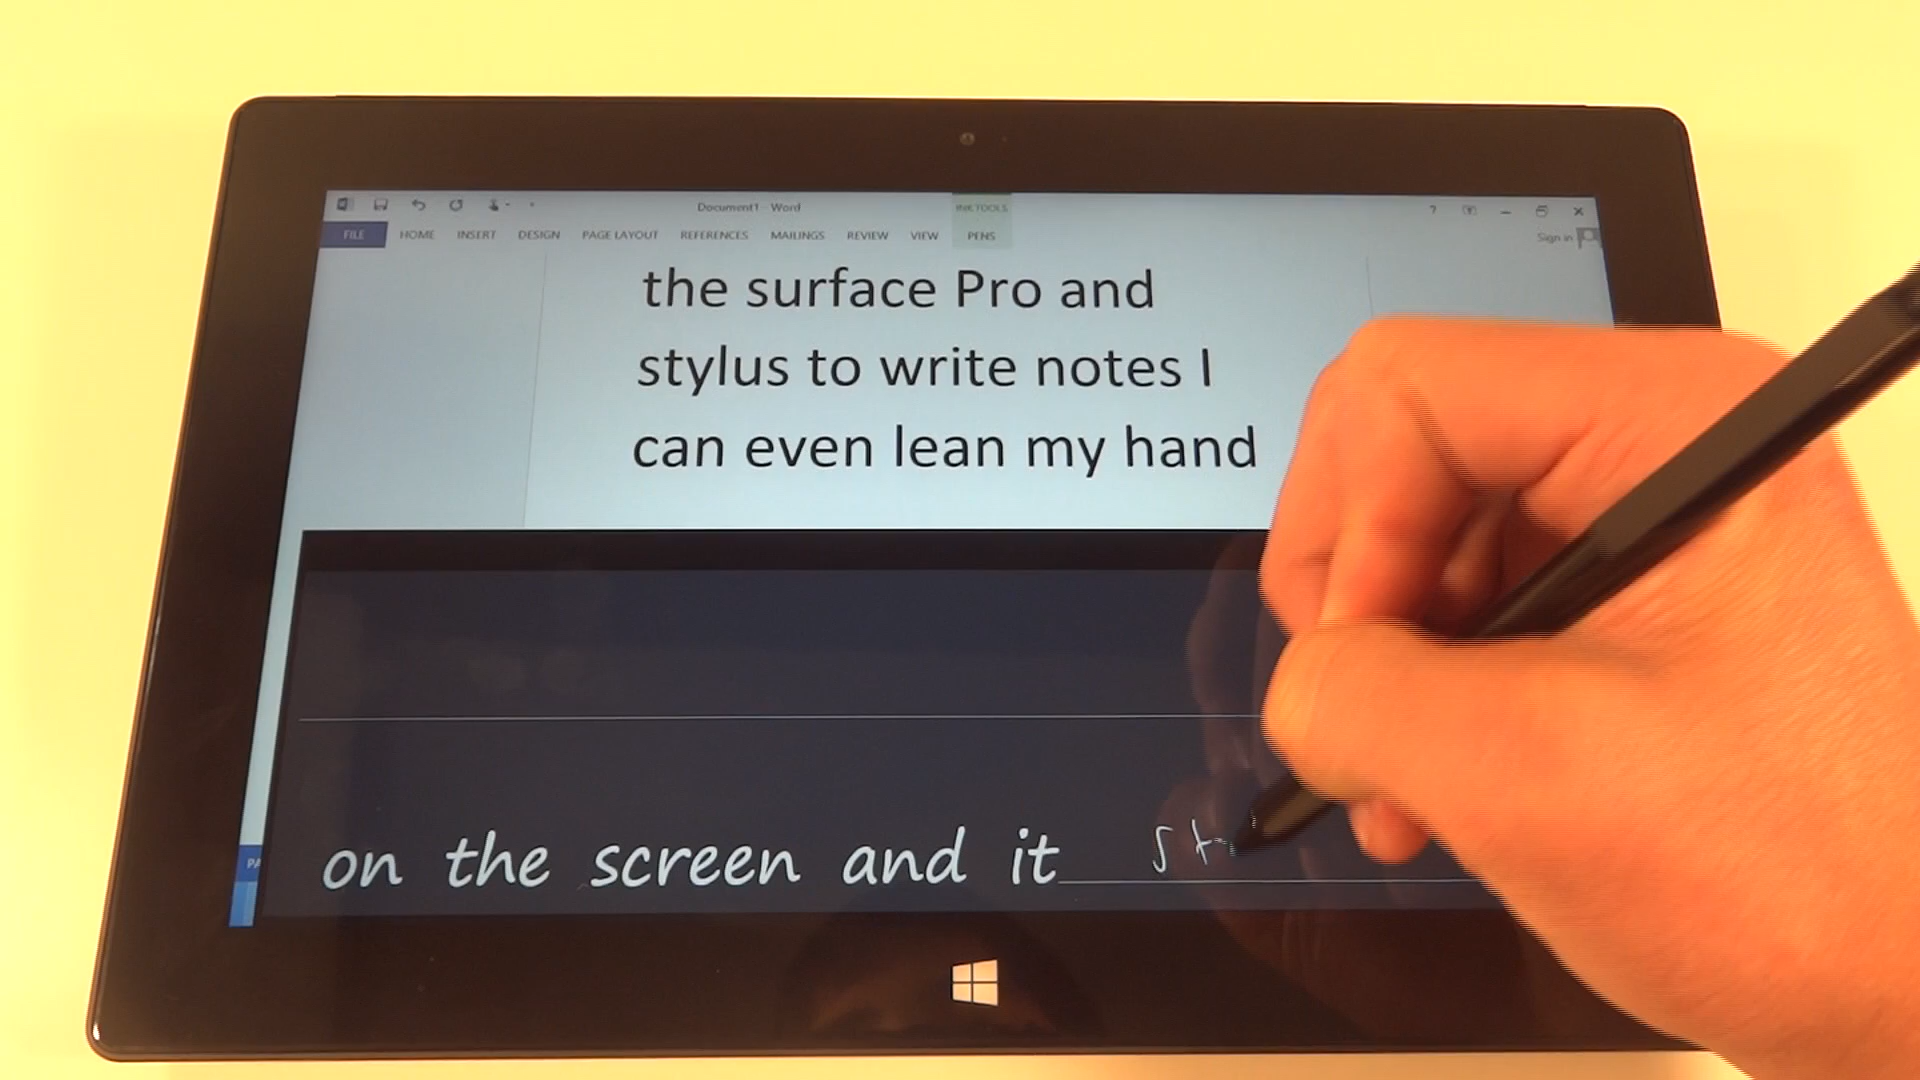 Document1 - Word
INK TOOLS
FILE HOME INSERT DESIGN PAGE LAYOUT REFERENCES MAILINGS REVIEW VIEW PENS
Sign in
the surface Pro and
stylus to write notes I
can even lean my hand
on the screen and it st